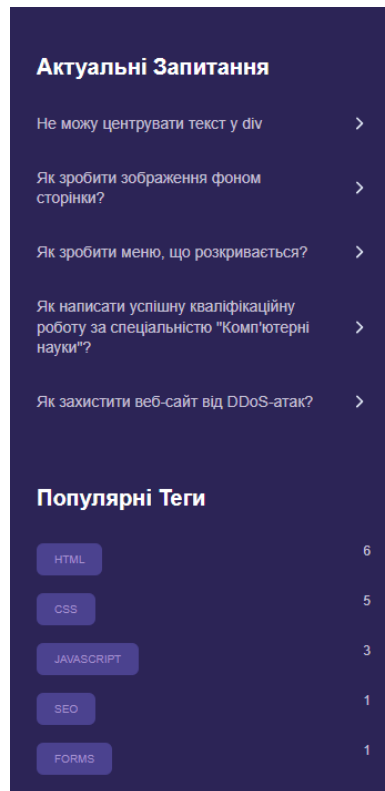 Актуальні Запитання
Не можу центрувати текст у div
Як зробити зображення фоном
сторінки?
Як зробити меню, що розкривається?
Як написати успішну кваліфікаційну
роботу за спеціальністю "Комп'ютерні
науки"?
Як захистити веб-сайт від DDoS-атак?
Популярні Теги
HTML 6
CSS 5
JAVASCRIPT 3
SEO 1
FORMS 1